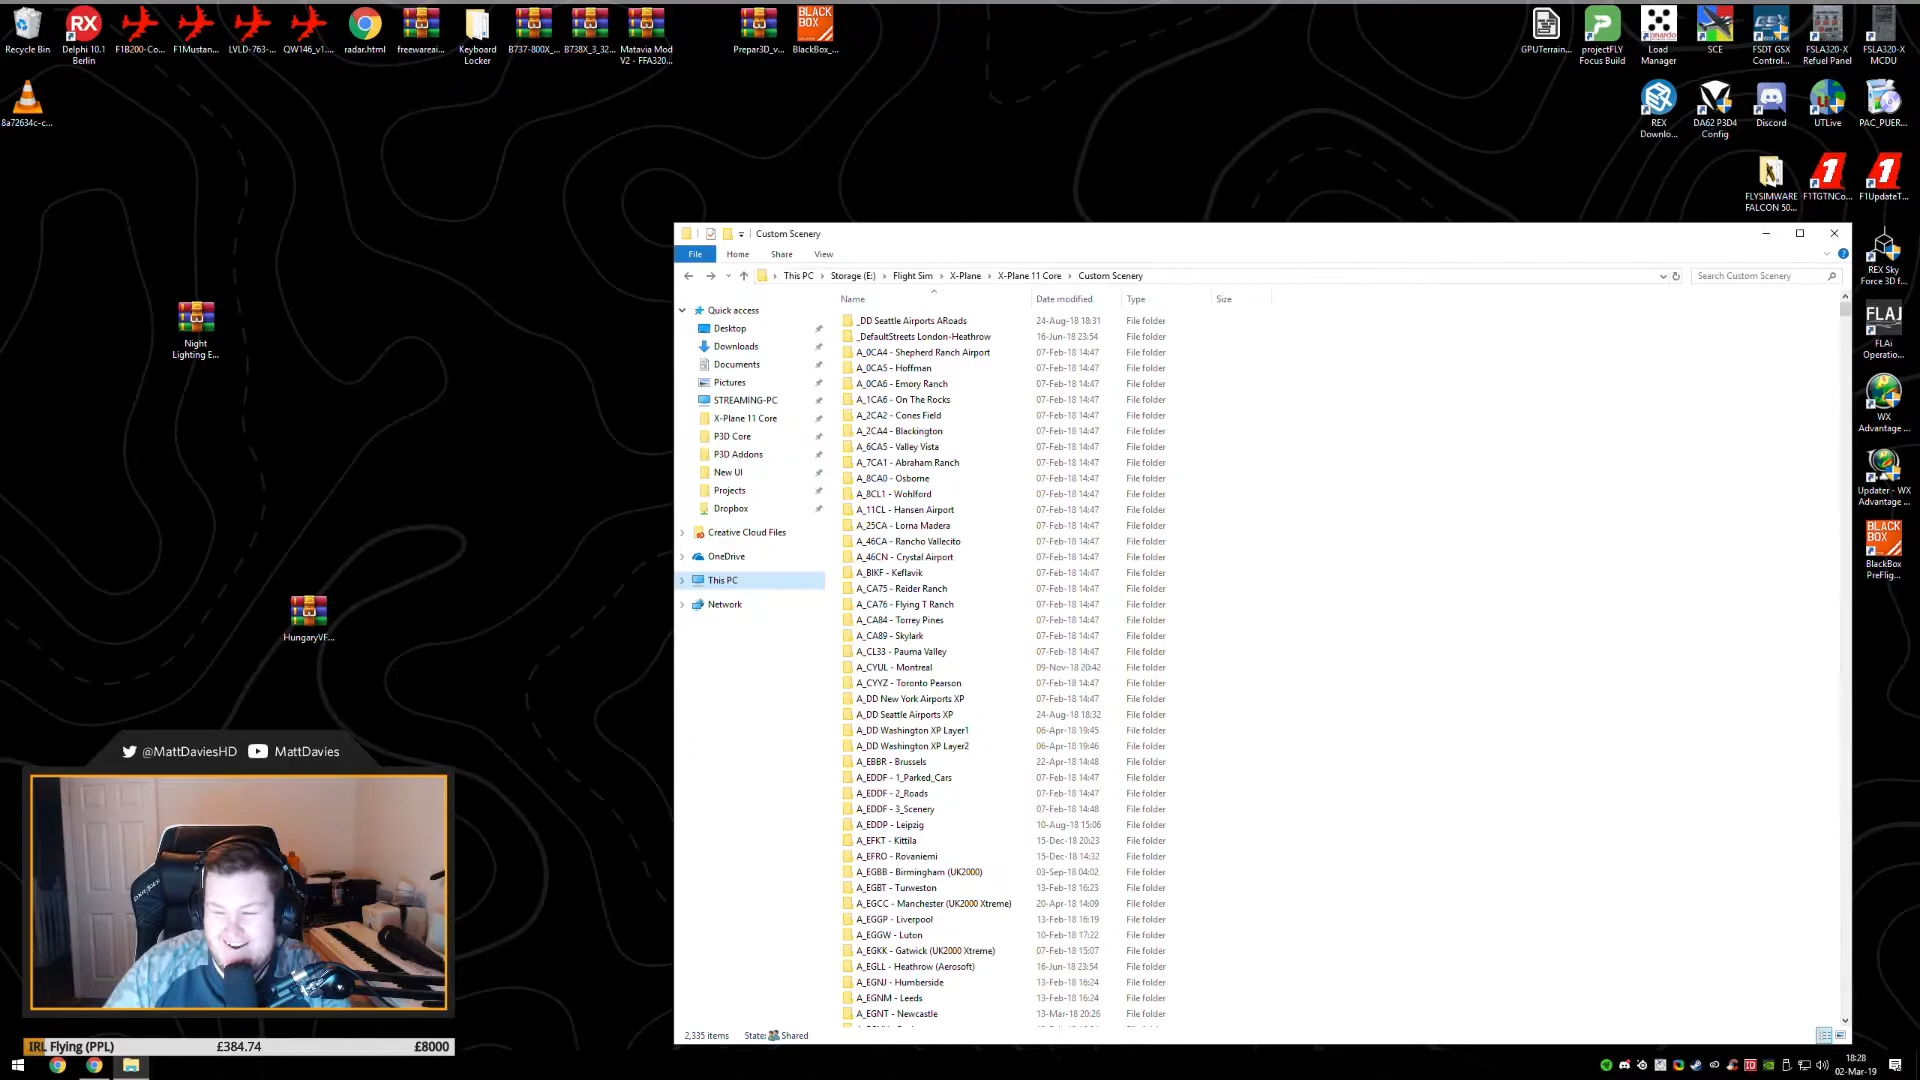 Recycle Bin
Delphi 10.1 Berlin
F1B200-Co...
F1Mustan...
LVLD-763-...
QW146_v1...
radar.html
freewareai...
Keyboard Locker
B737-800X_...
B738X_3_32...
Matavia Mod V2 - FFA320...
Prepar3D_v...
BLACK BOX
BlackBox_...
GPUTerrain...
projectFLY Focus Build
Load Manager
SCE
FSDT GSX Control...
FSLA320-X Refuel Panel
FSLA320-X MCDU
8a72634c-c...
REX Downlo...
DA62 P3D4 Config
Discord
UTLive
PAC_PUER...
FLYSIMWARE FALCON 50...
F1TGTNCo...
F1UpdateT...
REX Sky Force 3D f...
FLAi Operatio...
WX Advantage ...
Updater - WX Advantage ...
BLACK BOX
BlackBox PreFlig...
Night Lighting E...
HungaryVF...
Custom Scenery
File Home Share View
This PC > Storage (E:) > Flight Sim > X-Plane > X-Plane 11 Core > Custom Scenery
Search Custom Scenery
Quick access
Desktop
Downloads
Documents
Pictures
STREAMING-PC
X-Plane 11 Core
P3D Core
P3D Addons
New UI
Projects
Dropbox
Creative Cloud Files
OneDrive
This PC
Network
Name Date modified Type Size
_DD Seattle Airports ARoads 24-Aug-18 18:31 File folder
_DefaultStreets London-Heathrow 16-Jun-18 23:54 File folder
A_0CA4 - Shepherd Ranch Airport 07-Feb-18 14:47 File folder
A_0CA5 - Hoffman 07-Feb-18 14:47 File folder
A_0CA6 - Emory Ranch 07-Feb-18 14:47 File folder
A_1CA6 - On The Rocks 07-Feb-18 14:47 File folder
A_2CA2 - Cones Field 07-Feb-18 14:47 File folder
A_2CA4 - Blackington 07-Feb-18 14:47 File folder
A_6CA5 - Valley Vista 07-Feb-18 14:47 File folder
A_7CA1 - Abraham Ranch 07-Feb-18 14:47 File folder
A_8CA0 - Osborne 07-Feb-18 14:47 File folder
A_8CL1 - Wohlford 07-Feb-18 14:47 File folder
A_11CL - Hansen Airport 07-Feb-18 14:47 File folder
A_25CA - Lorna Madera 07-Feb-18 14:47 File folder
A_46CA - Rancho Vallecito 07-Feb-18 14:47 File folder
A_46CN - Crystal Airport 07-Feb-18 14:47 File folder
A_BIKF - Keflavik 07-Feb-18 14:47 File folder
A_CA75 - Reider Ranch 07-Feb-18 14:47 File folder
A_CA76 - Flying T Ranch 07-Feb-18 14:47 File folder
A_CA84 - Torrey Pines 07-Feb-18 14:47 File folder
A_CA89 - Skylark 07-Feb-18 14:47 File folder
A_CL33 - Pauma Valley 07-Feb-18 14:47 File folder
A_CYUL - Montreal 09-Nov-18 20:42 File folder
A_CYYZ - Toronto Pearson 07-Feb-18 14:47 File folder
A_DD New York Airports XP 07-Feb-18 14:47 File folder
A_DD Seattle Airports XP 24-Aug-18 18:32 File folder
A_DD Washington XP Layer1 06-Apr-18 19:45 File folder
A_DD Washington XP Layer2 06-Apr-18 19:46 File folder
A_EBBR - Brussels 22-Apr-18 14:48 File folder
A_EDDF - 1_Parked_Cars 07-Feb-18 14:47 File folder
A_EDDF - 2_Roads 07-Feb-18 14:47 File folder
A_EDDF - 3_Scenery 07-Feb-18 14:48 File folder
A_EDDP - Leipzig 10-Aug-18 15:06 File folder
A_EFKT - Kittila 15-Dec-18 20:23 File folder
A_EFRO - Rovaniemi 15-Dec-18 14:32 File folder
A_EGBB - Birmingham (UK2000) 03-Sep-18 04:02 File folder
A_EGBT - Turweston 13-Feb-18 16:23 File folder
A_EGCC - Manchester (UK2000 Xtreme) 20-Apr-18 14:09 File folder
A_EGGP - Liverpool 13-Feb-18 16:19 File folder
A_EGGW - Luton 10-Feb-18 17:22 File folder
A_EGKK - Gatwick (UK2000 Xtreme) 07-Feb-18 15:07 File folder
A_EGLL - Heathrow (Aerosoft) 16-Jun-18 23:54 File folder
A_EGNJ - Humberside 13-Feb-18 16:24 File folder
A_EGNM - Leeds 13-Feb-18 16:24 File folder
A_EGNT - Newcastle 13-Mar-18 20:26 File folder
2,335 items State: Shared
@MattDaviesHD MattDavies
IRL Flying (PPL) £384.74 £8000
18:28
02-Mar-19